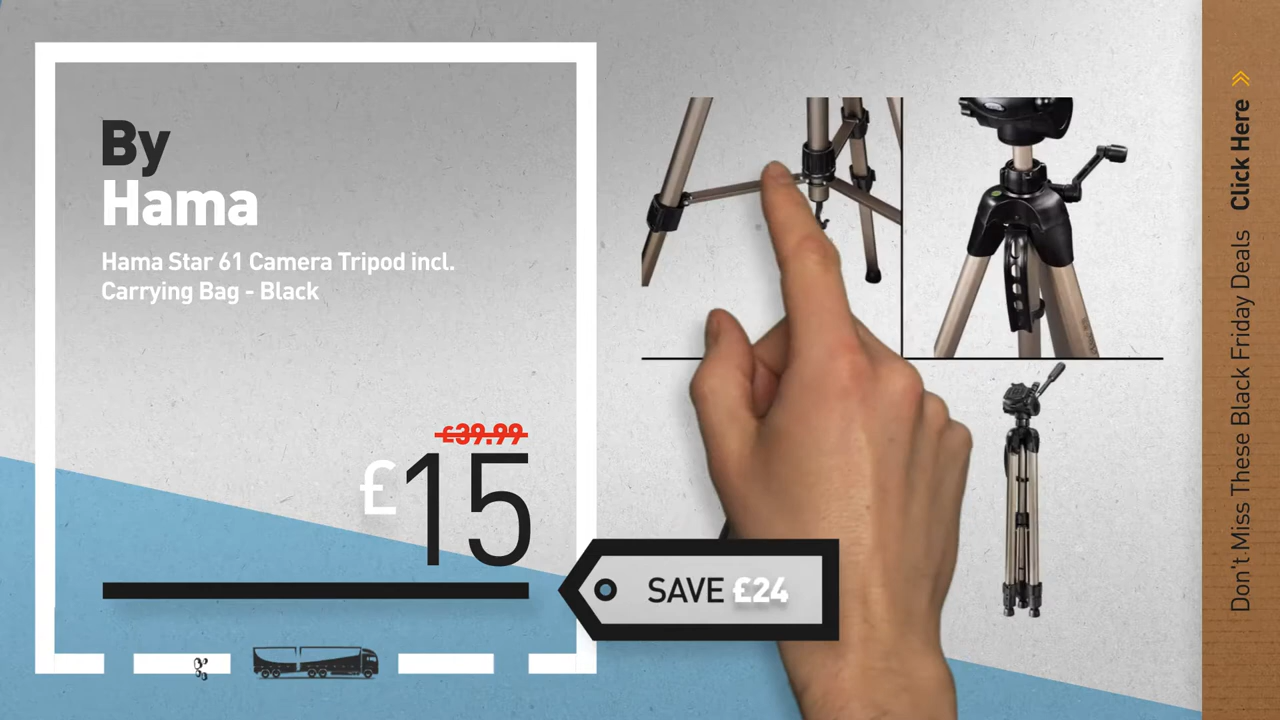 By
Hama
Hama Star 61 Camera Tripod incl.
Carrying Bag - Black
£39.99
£15
SAVE £24
Don't Miss These Black Friday Deals Click Here »